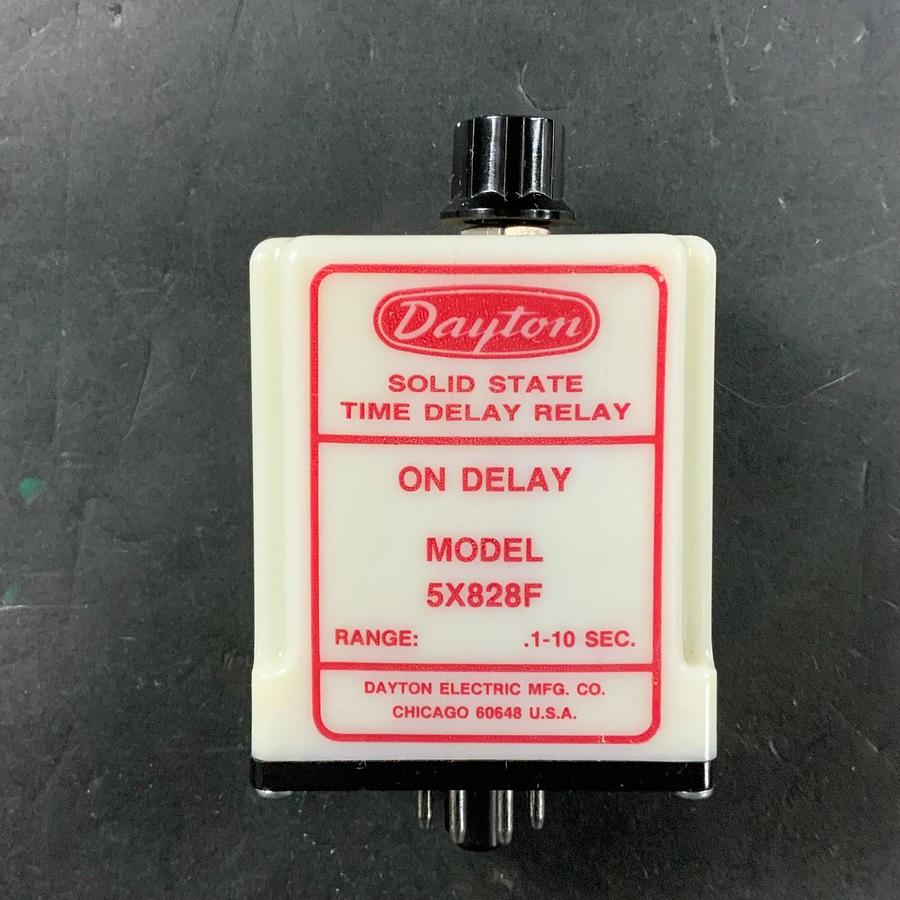 Dayton
SOLID STATE
TIME DELAY RELAY
ON DELAY
MODEL
5X828F
RANGE: .1-10 SEC.
DAYTON ELECTRIC MFG. CO.
CHICAGO 60648 U.S.A.